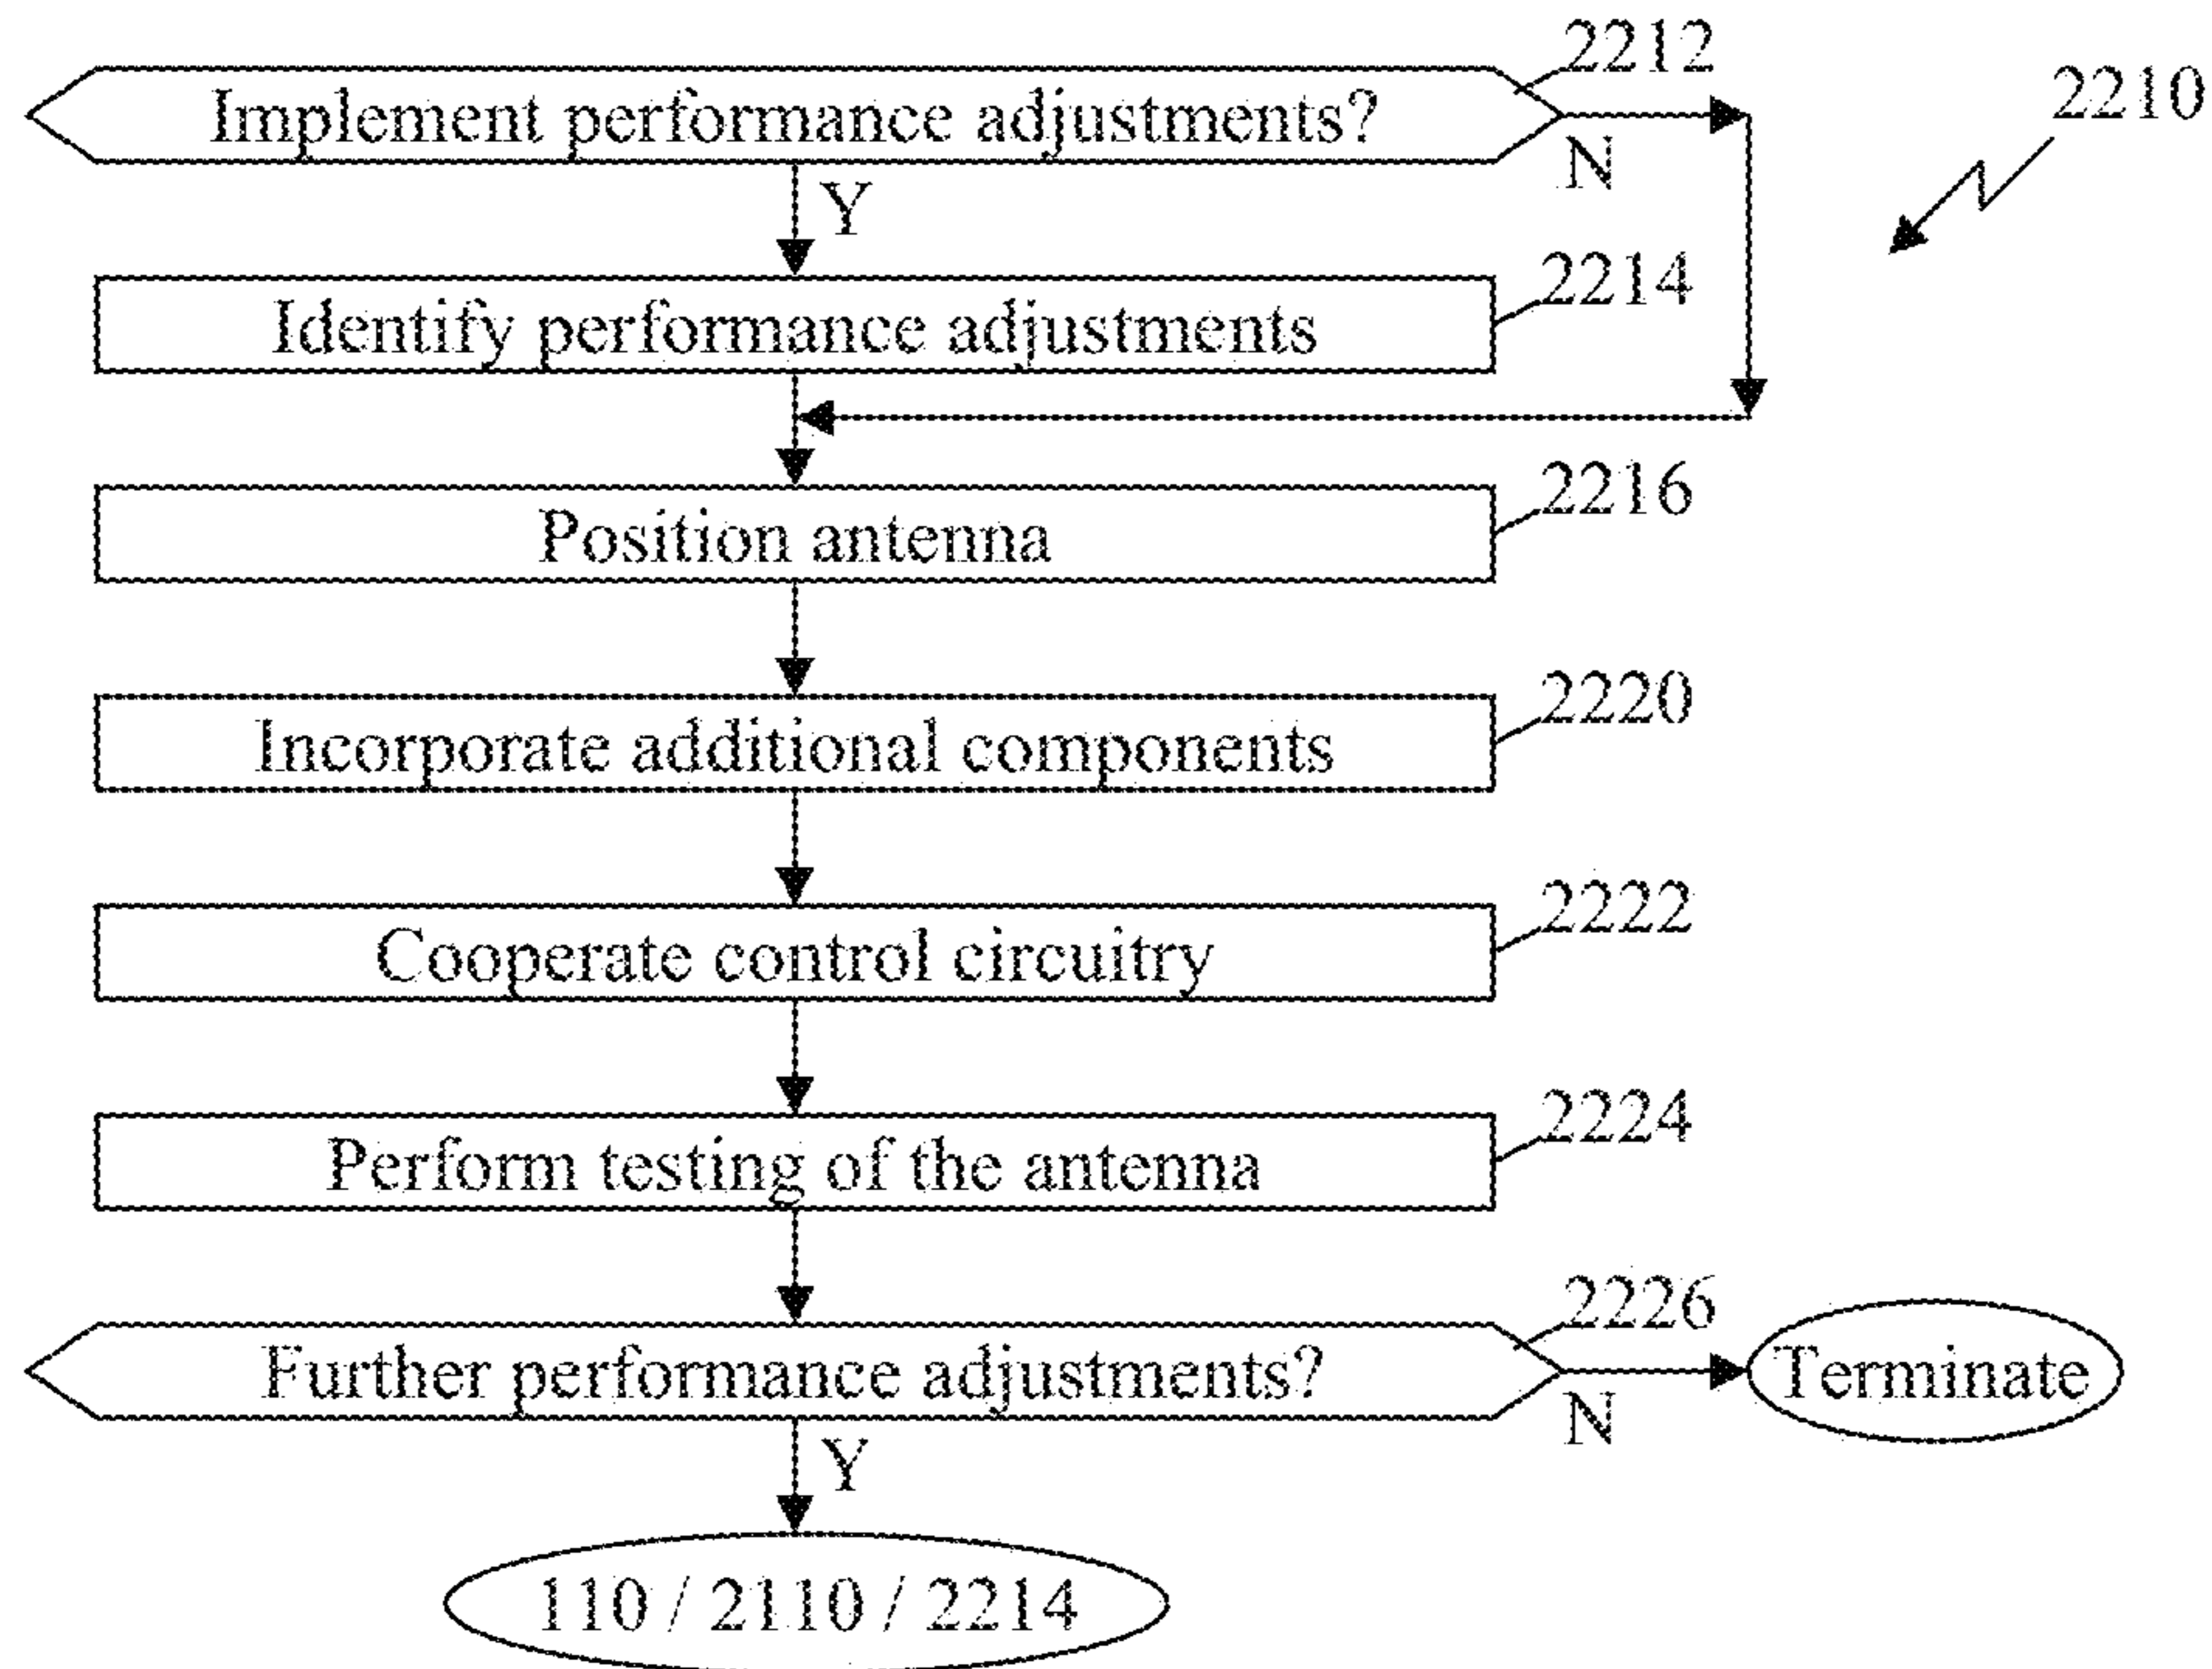 2212
2210
Implement performance adjustments?
N
Y
2214
Identify performance adjustments
2216
Position antenna
2220
Incorporate additional components
2222
Cooperate control circuitry
2224
Perform testing of the antenna
2226
Further performance adjustments?
Terminate
N
Y
110 / 2110 / 2214